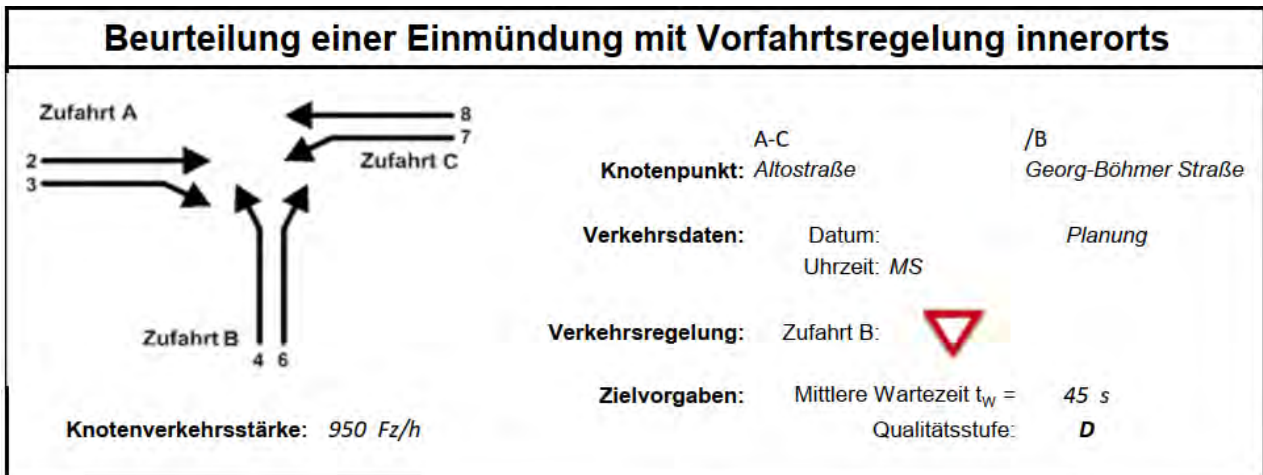 Beurteilung einer Einmündung mit Vorfahrtsregelung innerorts
Zufahrt A
8
7
Zufahrt C
2
3
Zufahrt B
4 6
Knotenverkehrsstärke: 950 Fz/h
A-C /B
Knotenpunkt: Altostraße Georg-Böhmer Straße
Verkehrsdaten: Datum: Planung
Uhrzeit: MS
Verkehrsregelung: Zufahrt B:
Zielvorgaben: Mittlere Wartezeit tW = 45 s
Qualitätsstufe: D